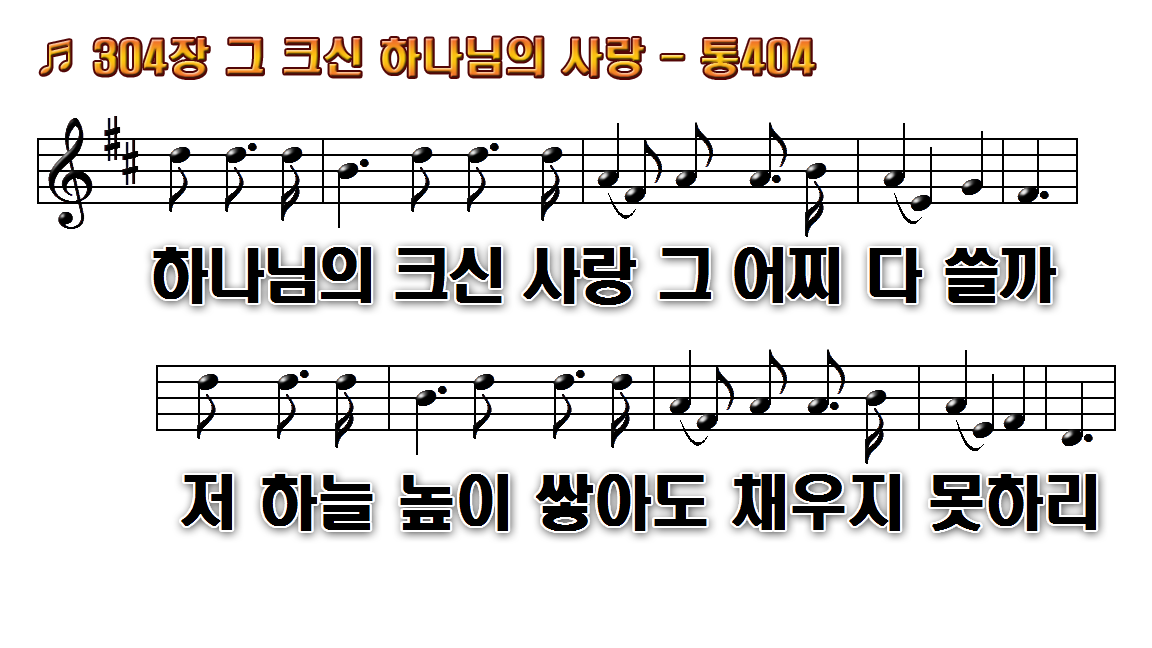 ♬ 304장 그 크신 하나님의 사랑 - 통404
하나님의 크신 사랑 그 어찌 다 쓸까
저 하늘 높이 쌓아도 채우지 못하리